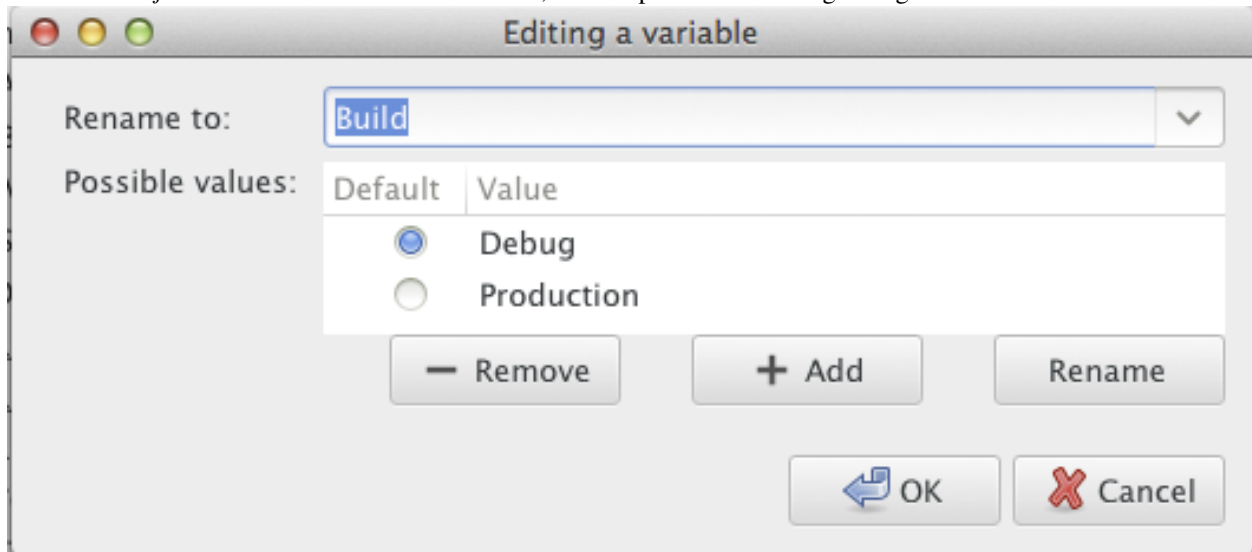 Editing a variable
Rename to: Build
Possible values: Default Value
Debug
Production
Remove Add Rename
OK Cancel